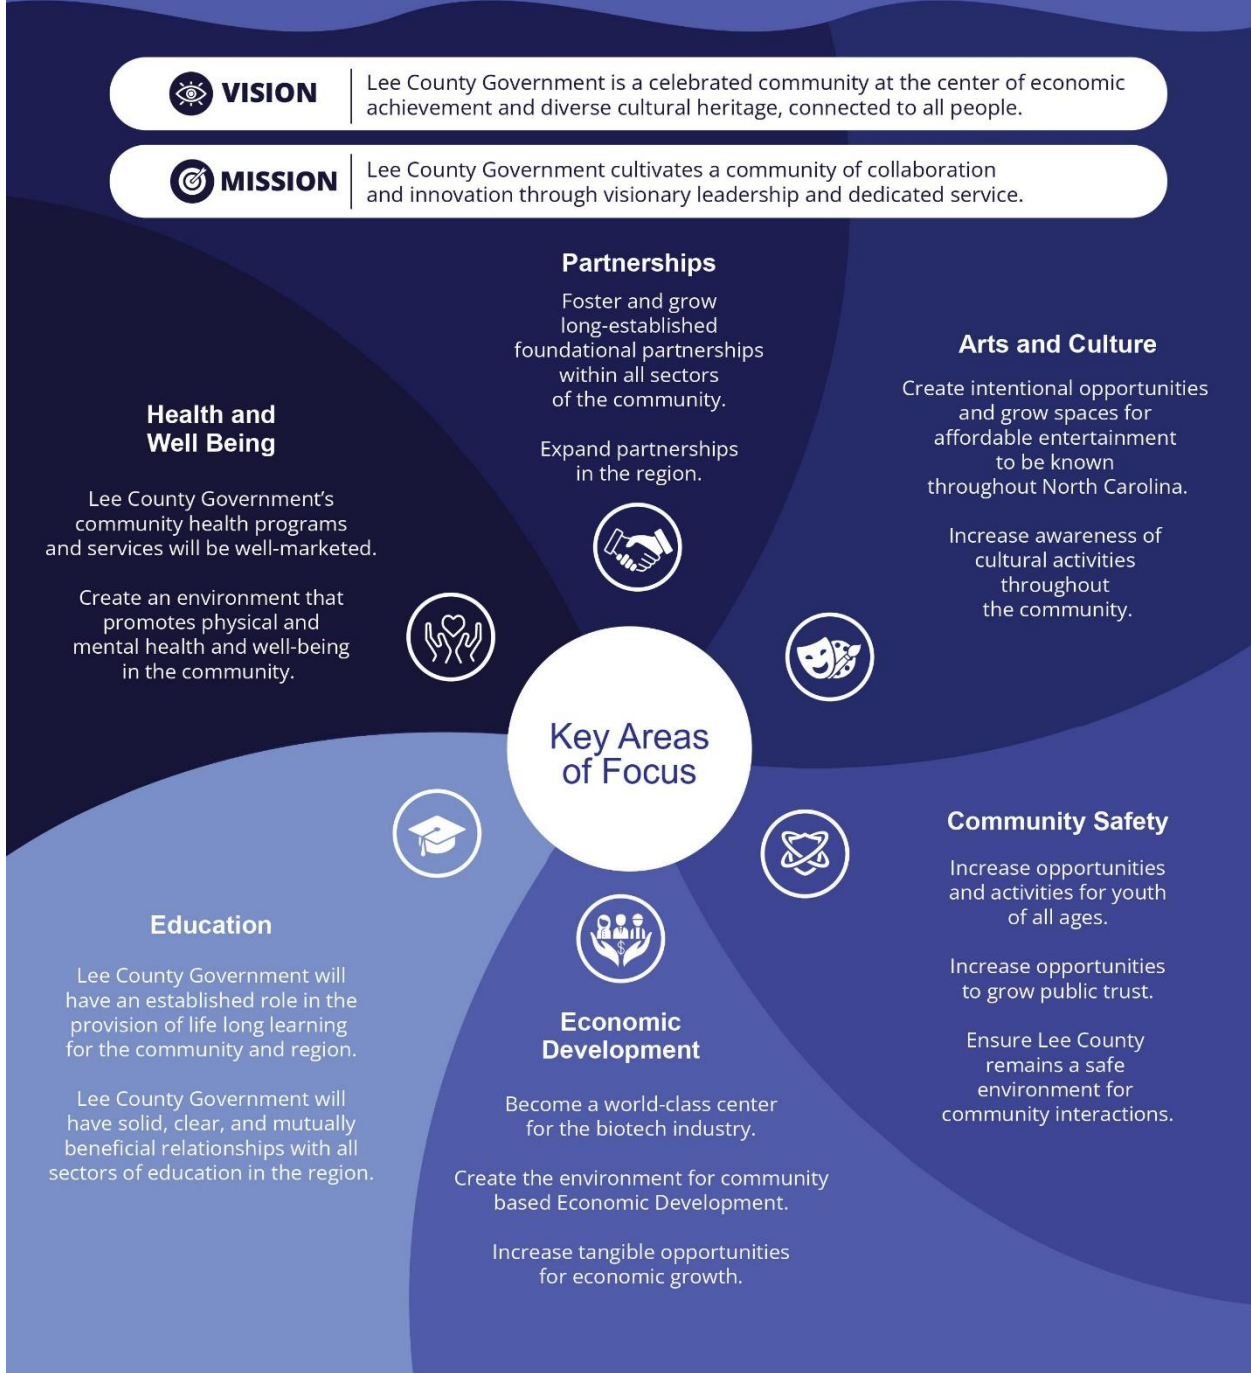 VISION
Lee County Government is a celebrated community at the center of economic
achievement and diverse cultural heritage, connected to all people.
MISSION
Lee County Government cultivates a community of collaboration
and innovation through visionary leadership and dedicated service.
Partnerships
Foster and grow
long-established
foundational partnerships
within all sectors
of the community.
Expand partnerships
in the region.
Arts and Culture
Create intentional opportunities
and grow spaces for
affordable entertainment
to be known
throughout North Carolina.
Increase awareness of
cultural activities
throughout
the community.
Health and
Well Being
Lee County Government’s
community health programs
and services will be well-marketed.
Create an environment that
promotes physical and
mental health and well-being
in the community.
Key Areas
of Focus
Community Safety
Increase opportunities
and activities for youth
of all ages.
Increase opportunities
to grow public trust.
Ensure Lee County
remains a safe
environment for
community interactions.
Education
Lee County Government will
have an established role in the
provision of life long learning
for the community and region.
Lee County Government will
have solid, clear, and mutually
beneficial relationships with all
sectors of education in the region.
$
Economic
Development
Become a world-class center
for the biotech industry.
Create the environment for community
based Economic Development.
Increase tangible opportunities
for economic growth.